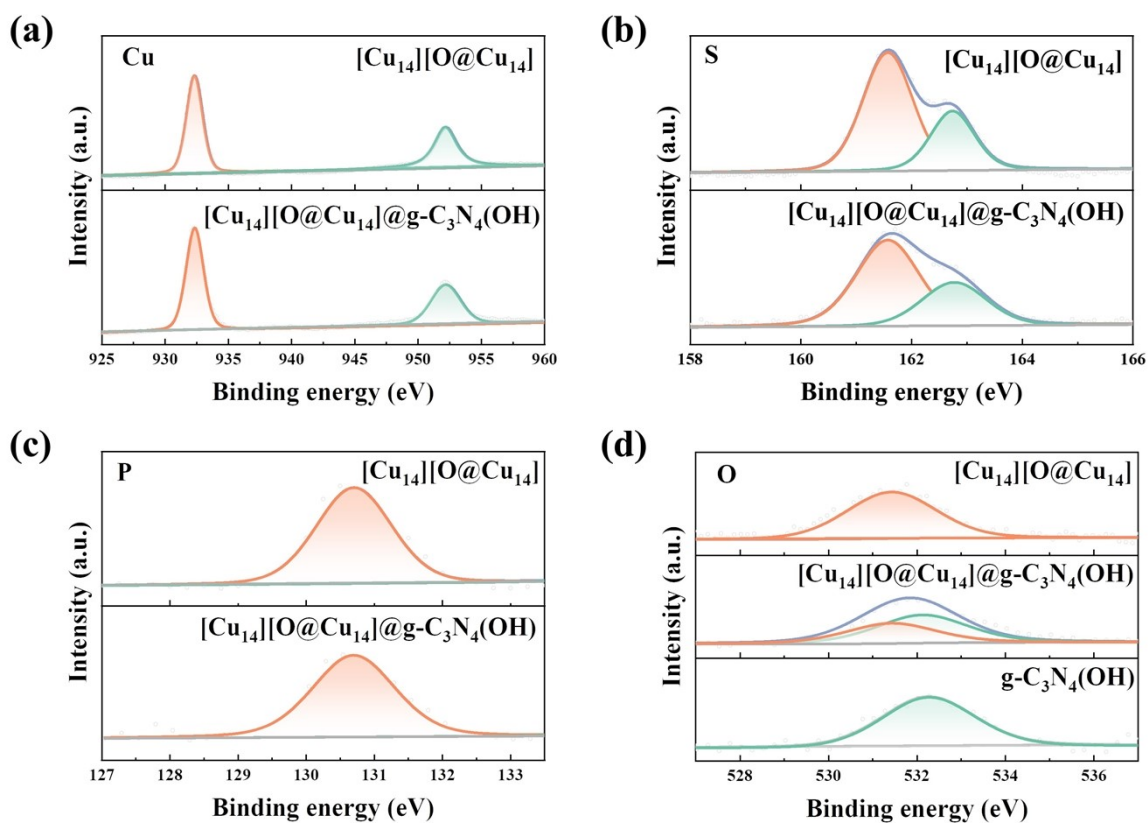 (a)
Cu
[Cu₁₄][O@Cu₁₄]
[Cu₁₄][O@Cu₁₄]@g-C₃N₄(OH)
Intensity (a.u.)
925 930 935 940 945 950 955 960
Binding energy (eV)
(b)
S
[Cu₁₄][O@Cu₁₄]
[Cu₁₄][O@Cu₁₄]@g-C₃N₄(OH)
Intensity (a.u.)
158 160 162 164 166
Binding energy (eV)
(c)
P
[Cu₁₄][O@Cu₁₄]
[Cu₁₄][O@Cu₁₄]@g-C₃N₄(OH)
Intensity (a.u.)
127 128 129 130 131 132 133
Binding energy (eV)
(d)
O
[Cu₁₄][O@Cu₁₄]
[Cu₁₄][O@Cu₁₄]@g-C₃N₄(OH)
g-C₃N₄(OH)
Intensity (a.u.)
528 530 532 534 536
Binding energy (eV)